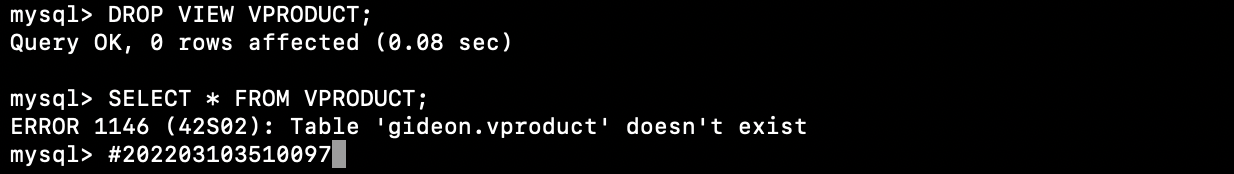 mysql> DROP VIEW VPRODUCT;
Query OK, 0 rows affected (0.08 sec)
mysql> SELECT * FROM VPRODUCT;
ERROR 1146 (42S02): Table 'gideon.vproduct' doesn't exist
mysql> #202203103510097